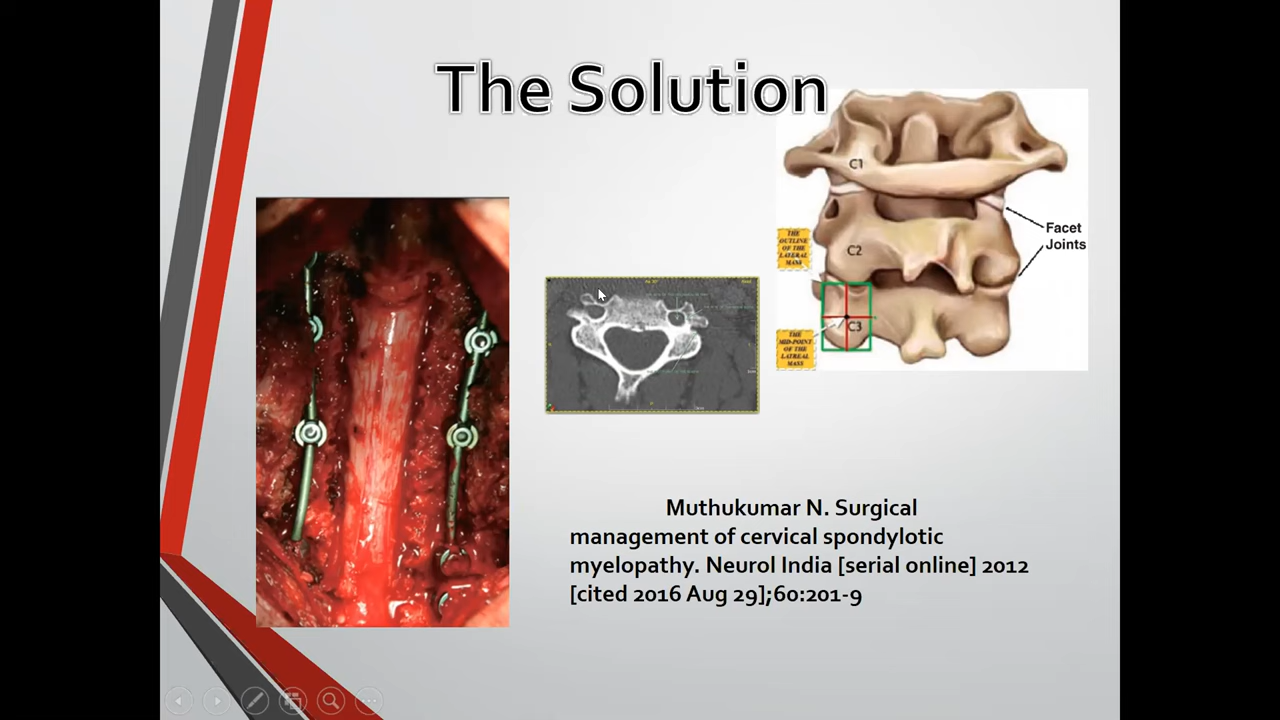 The Solution
C1
Facet
Joints
THE
OUTLINE
OF THE
LATERAL
MASS
C2
C3
THE
MID-POINT
OF THE
LATREAL
MASS
Muthukumar N. Surgical
management of cervical spondylotic
myelopathy. Neurol India [serial online] 2012
[cited 2016 Aug 29];60:201-9